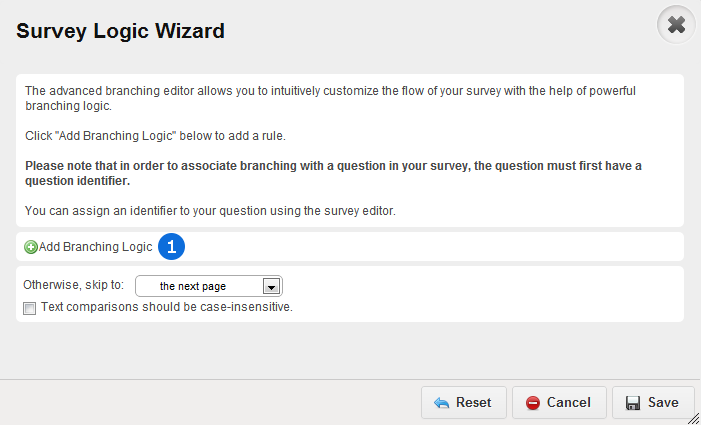 Survey Logic Wizard
The advanced branching editor allows you to intuitively customize the flow of your survey with the help of powerful
branching logic.
Click "Add Branching Logic" below to add a rule.
Please note that in order to associate branching with a question in your survey, the question must first have a
question identifier.
You can assign an identifier to your question using the survey editor.
Add Branching Logic 1
Otherwise, skip to: the next page
Text comparisons should be case-insensitive.
Reset Cancel Save